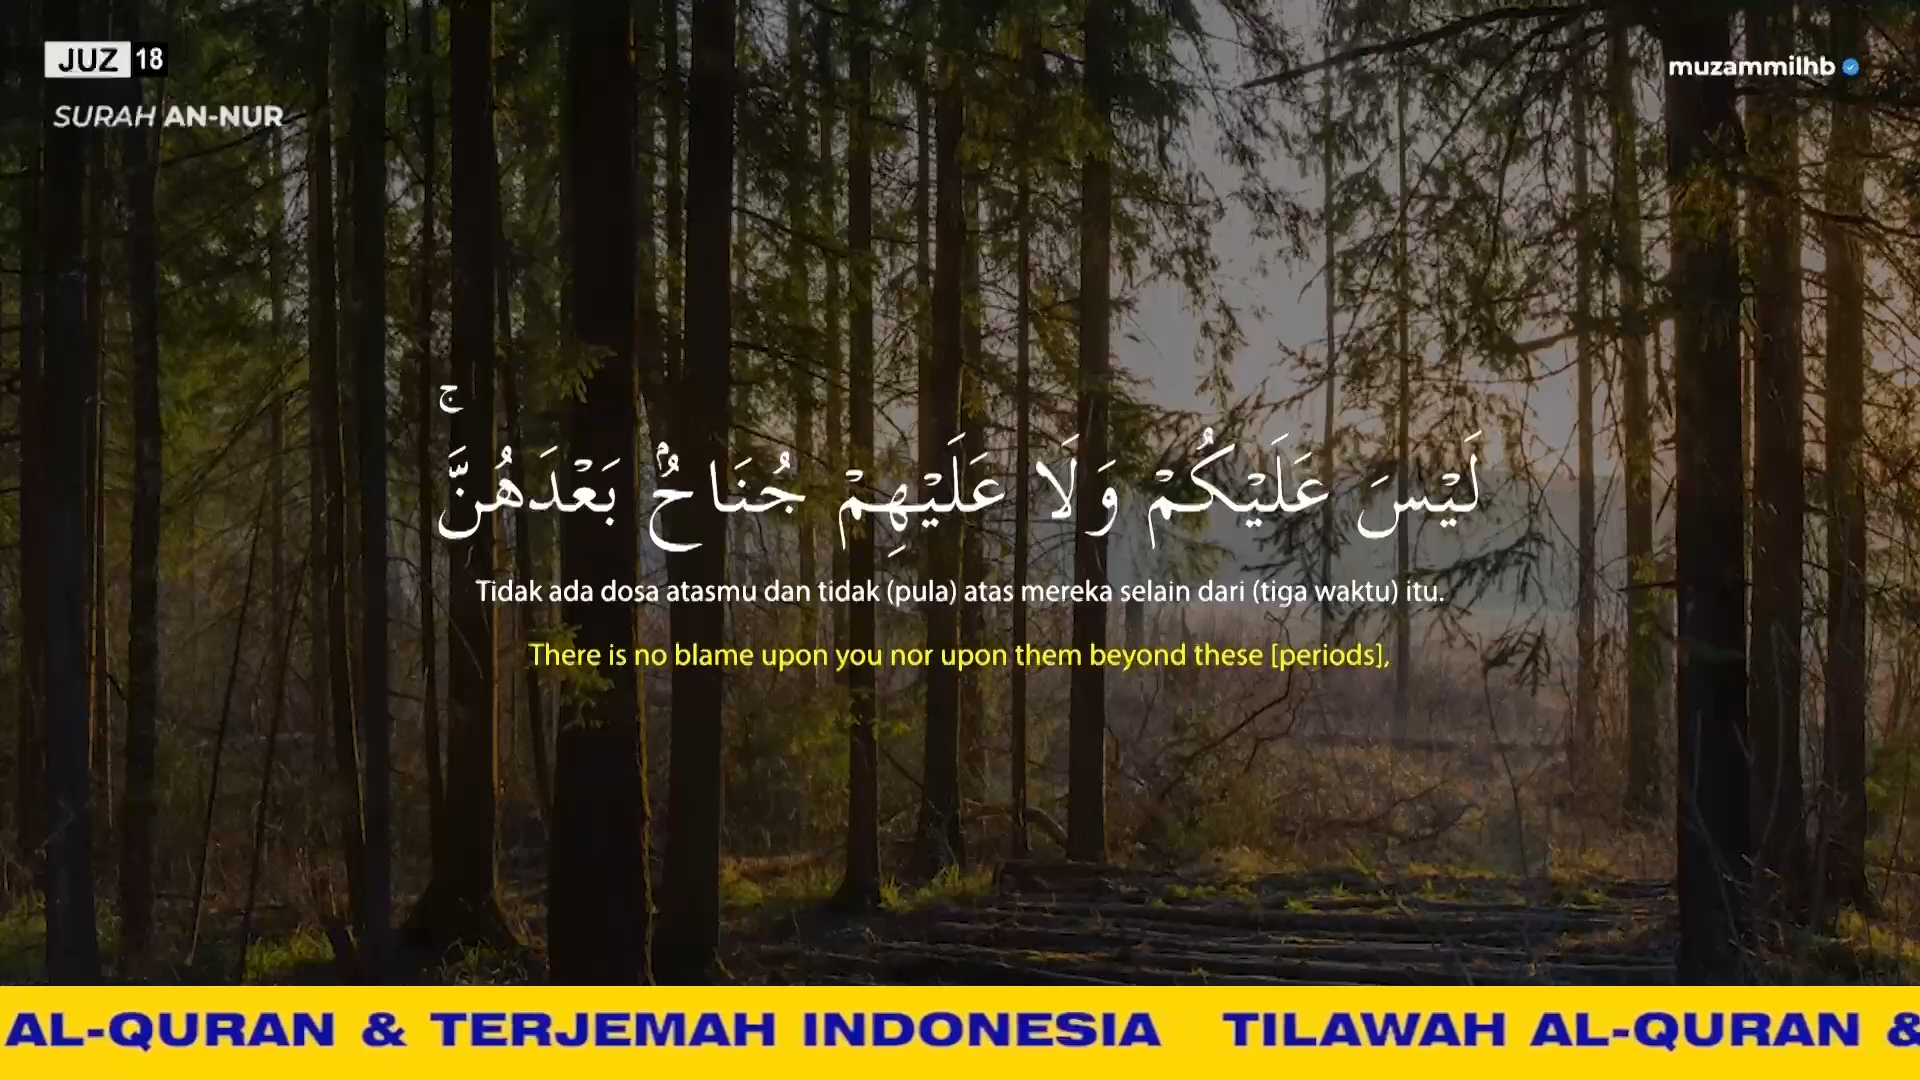 JUZ 18
muzammilhb
SURAH AN-NUR
لَيْسَ عَلَيْكُمْ وَلَا عَلَيْهِمْ جُنَاحٌۢ بَعْدَهُنَّ ۚ
Tidak ada dosa atasmu dan tidak (pula) atas mereka selain dari (tiga waktu) itu.
There is no blame upon you nor upon them beyond these [periods],
AL-QURAN & TERJEMAH INDONESIA TILAWAH AL-QURAN &